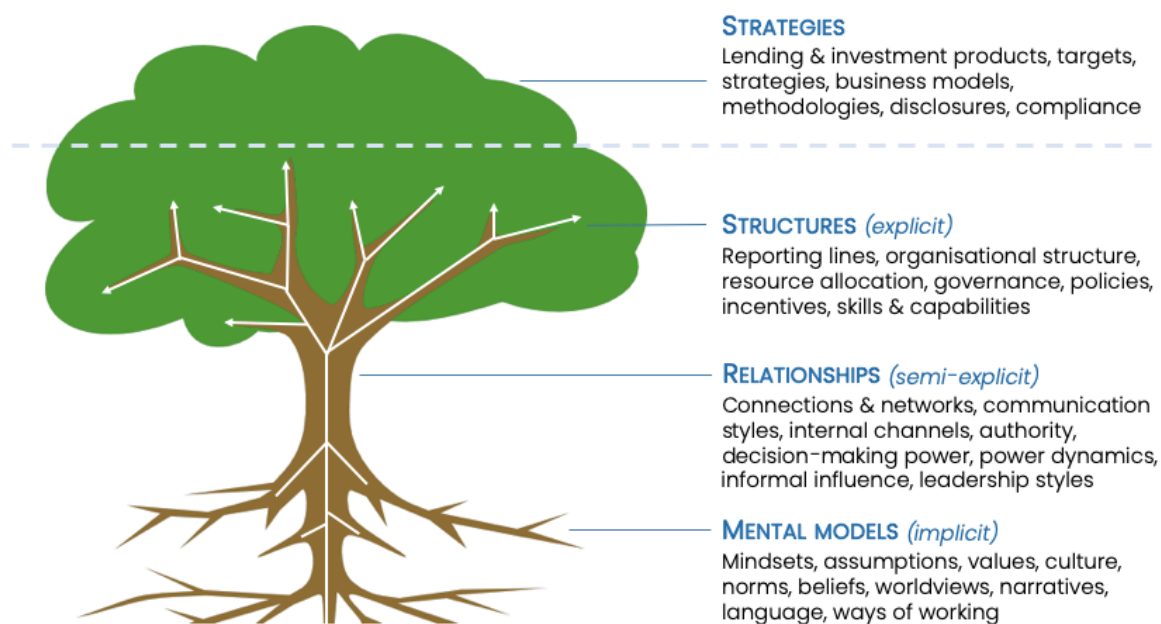 STRATEGIES
Lending & investment products, targets,
strategies, business models,
methodologies, disclosures, compliance
STRUCTURES (explicit)
Reporting lines, organisational structure,
resource allocation, governance, policies,
incentives, skills & capabilities
RELATIONSHIPS (semi-explicit)
Connections & networks, communication
styles, internal channels, authority,
decision-making power, power dynamics,
informal influence, leadership styles
MENTAL MODELS (implicit)
Mindsets, assumptions, values, culture,
norms, beliefs, worldviews, narratives,
language, ways of working